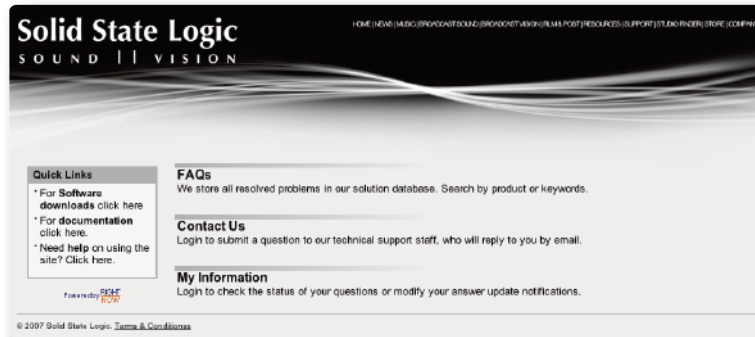 Solid State Logic
SOUND || VISION
HOME | NEWS | MUSIC | BROADCAST SOUND | BROADCAST VISION | FILM & POST | RESOURCES | SUPPORT | STUDIO FINDER | STORE | COMPAN
Quick Links
· For Software
downloads click here
· For documentation
click here.
· Need help on using the
site? Click here.
Powered by RIGHT
NOW
FAQs
We store all resolved problems in our solution database. Search by product or keywords.
Contact Us
Login to submit a question to our technical support staff, who will reply to you by email.
My Information
Login to check the status of your questions or modify your answer update notifications.
© 2007 Solid State Logic. Terms & Conditionss